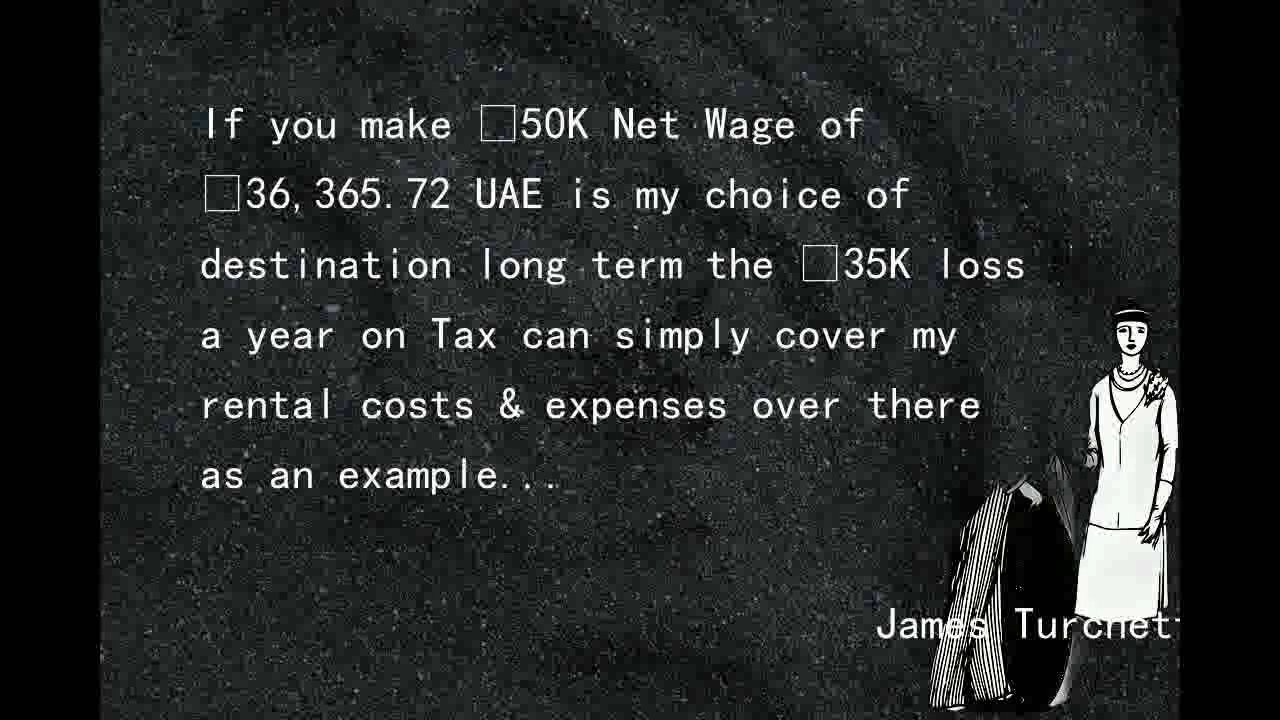 If you make □50K Net Wage of
□36,365.72 UAE is my choice of
destination long term the □35K loss
a year on Tax can simply cover my
rental costs & expenses over there
as an example...
James Turchet